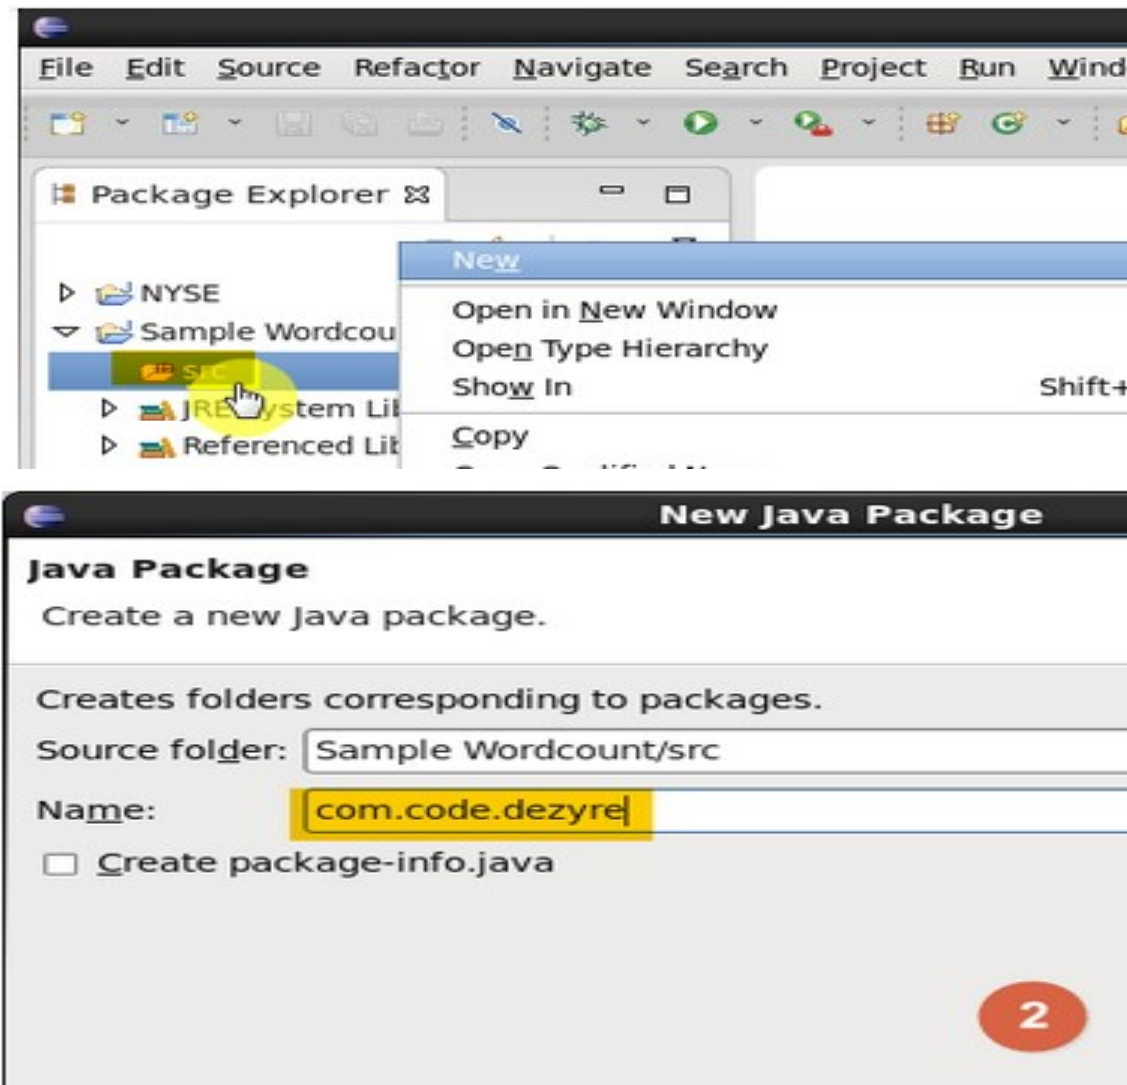 File Edit Source Refactor Navigate Search Project Run Wind
Package Explorer
New
NYSE
Open in New Window
Sample Wordcou
Open Type Hierarchy
src
Show In Shift+
JRE System Lib
Copy
Referenced Lib
New Java Package
Java Package
Create a new Java package.
Creates folders corresponding to packages.
Source folder: Sample Wordcount/src
Name: com.code.dezyre
Create package-info.java
2